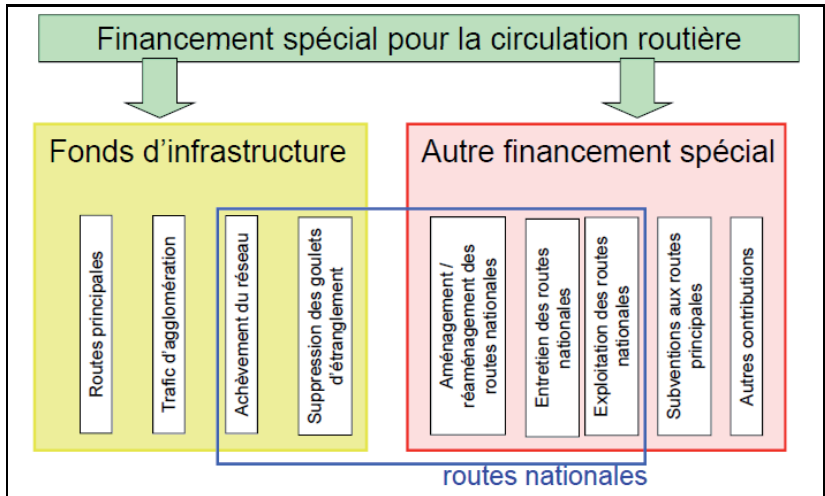 Financement spécial pour la circulation routière
Fonds d'infrastructure
Autre financement spécial
Routes principales
Trafic d'agglomération
Achèvement du réseau
Suppression des goulets
d'étranglement
Aménagement /
réaménagement des
routes nationales
Entretien des routes
nationales
Exploitation des routes
nationales
Subventions aux routes
principales
Autres contributions
routes nationales